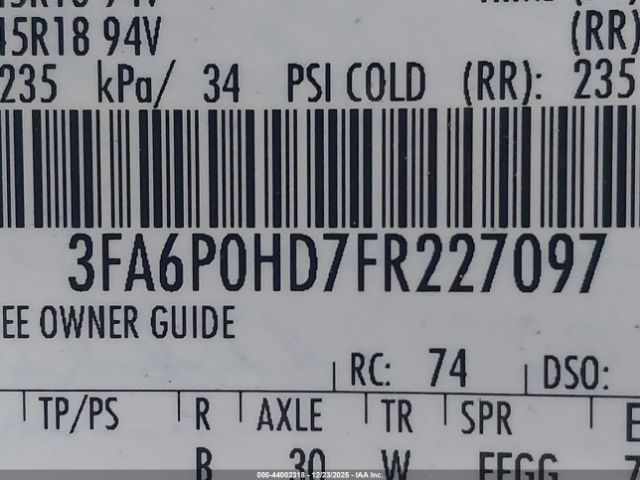 45R18 94V
(RR)
235 kPa/ 34 PSI COLD (RR): 235
3FA6P0HD7FR227097
EE OWNER GUIDE
RC: 74 DSO:
TP/PS R AXLE TR SPR E
B 30 W EEGG 7
000-44002318 - 12/23/2025 - IAA Inc.